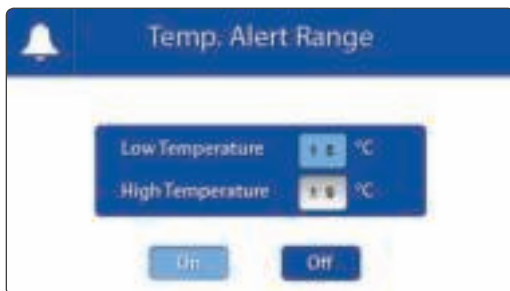 Temp. Alert Range
Low Temperature °C
High Temperature °C
On Off